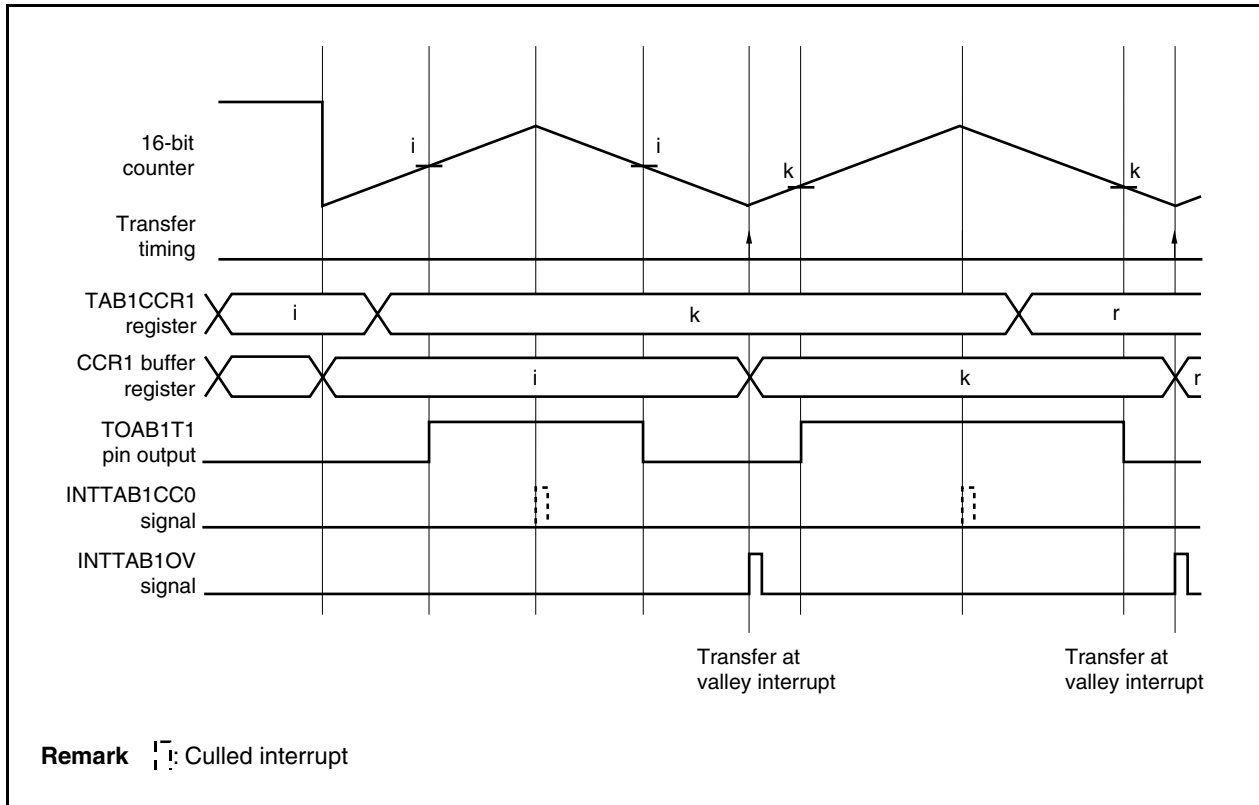 16-bit
counter
i
i
k
k
Transfer
timing
TAB1CCR1
register
i
k
r
CCR1 buffer
register
i
k
r
TOAB1T1
pin output
INTTAB1CC0
signal
INTTAB1OV
signal
Transfer at
valley interrupt
Transfer at
valley interrupt
Remark : Culled interrupt